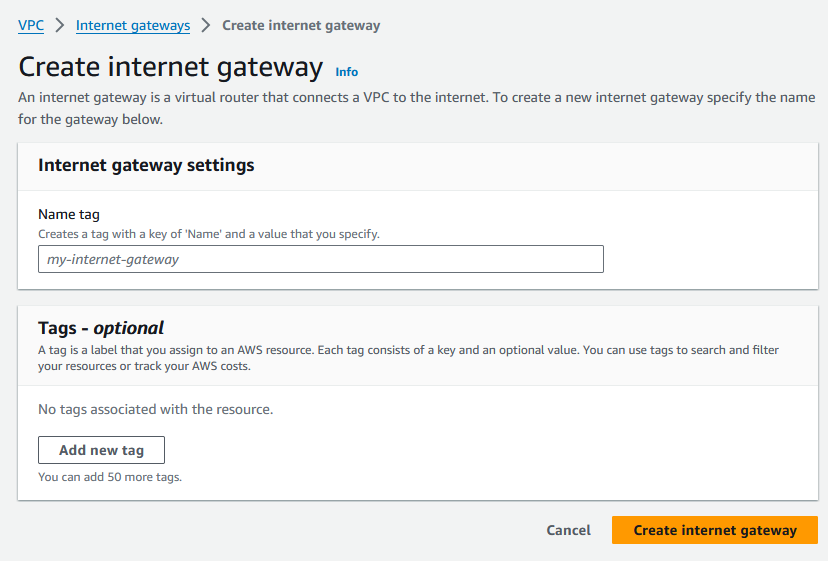 VPC > Internet gateways > Create internet gateway
Create internet gateway Info
An internet gateway is a virtual router that connects a VPC to the internet. To create a new internet gateway specify the name
for the gateway below.
Internet gateway settings
Name tag
Creates a tag with a key of 'Name' and a value that you specify.
my-internet-gateway
Tags - optional
A tag is a label that you assign to an AWS resource. Each tag consists of a key and an optional value. You can use tags to search and filter
your resources or track your AWS costs.
No tags associated with the resource.
Add new tag
You can add 50 more tags.
Cancel Create internet gateway